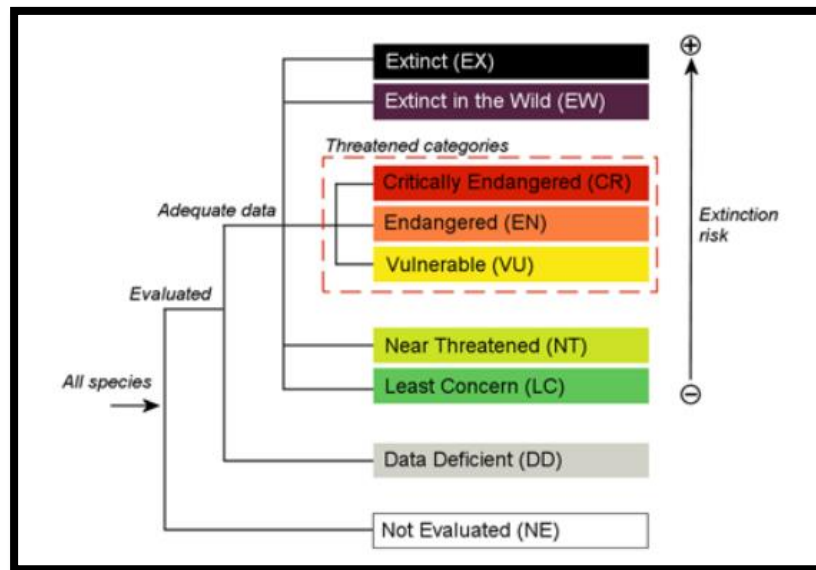 Extinct (EX)
Extinct in the Wild (EW)
Threatened categories
Critically Endangered (CR)
Adequate data
Endangered (EN)
Extinction
risk
Vulnerable (VU)
Evaluated
Near Threatened (NT)
All species
Least Concern (LC)
Data Deficient (DD)
Not Evaluated (NE)